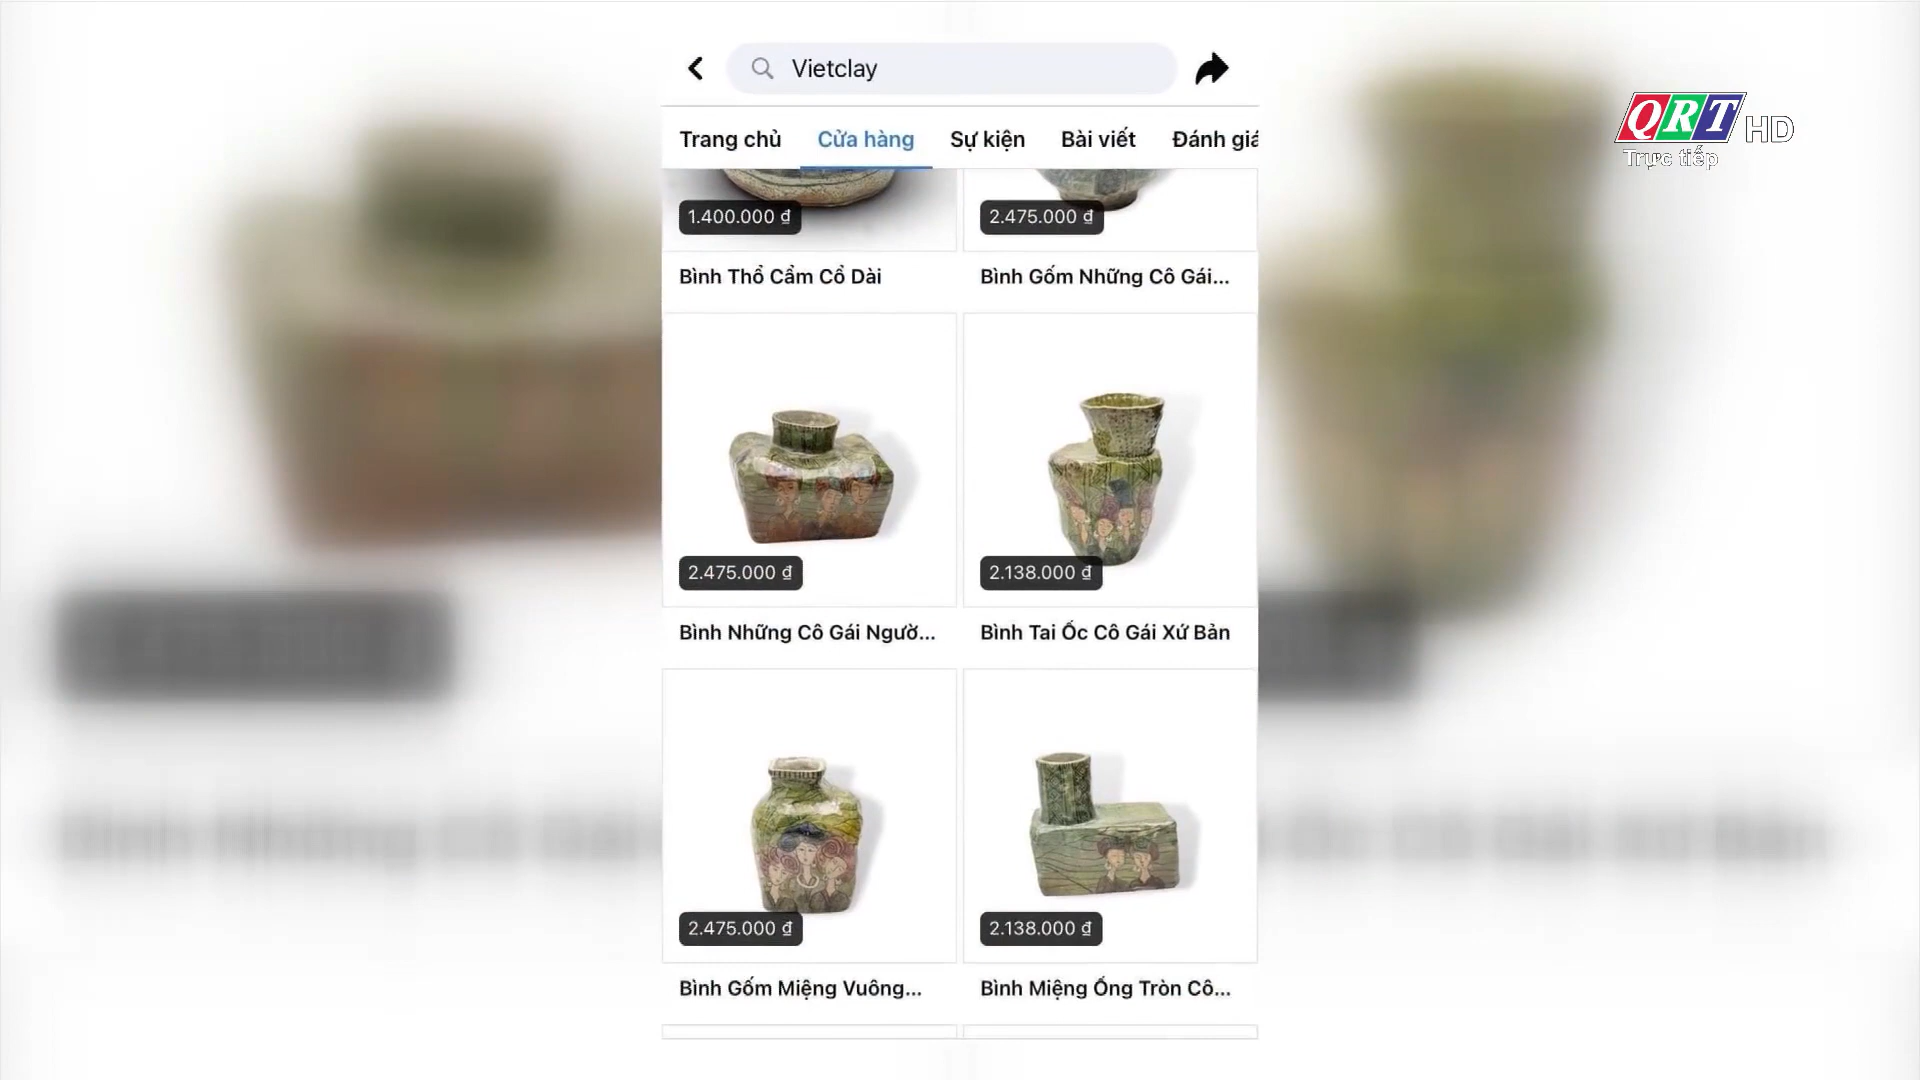 Vietclay
QRT HD
Trực tiếp
Trang chủ Cửa hàng Sự kiện Bài viết Đánh giá
1.400.000 ₫ 2.475.000 ₫
Bình Thổ Cẩm Cổ Dài Bình Gốm Những Cô Gái...
2.475.000 ₫ 2.138.000 ₫
Bình Những Cô Gái Ngườ... Bình Tai Ốc Cô Gái Xứ Bản
2.475.000 ₫ 2.138.000 ₫
Bình Gốm Miệng Vuông... Bình Miệng Ống Tròn Cô...